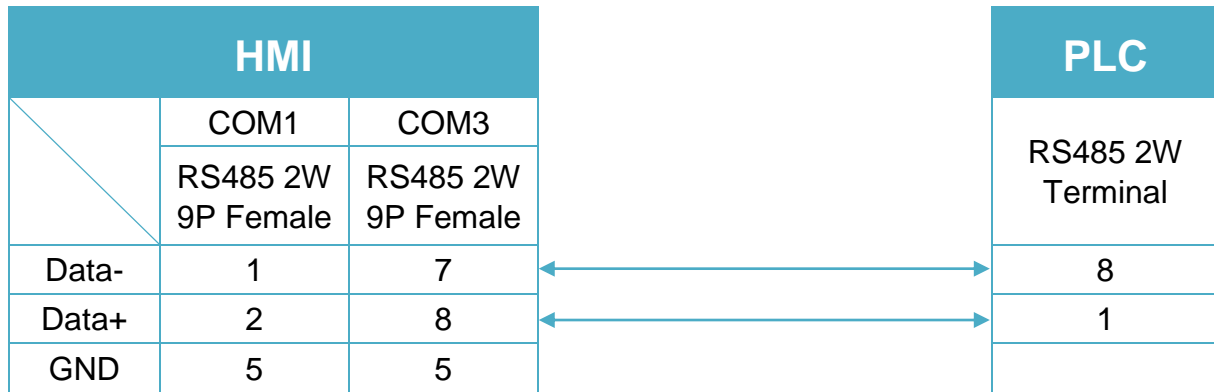 HMI PLC
COM1 COM3
RS485 2W
9P Female
RS485 2W
9P Female
RS485 2W
Terminal
Data- 1 7 8
Data+ 2 8 1
GND 5 5